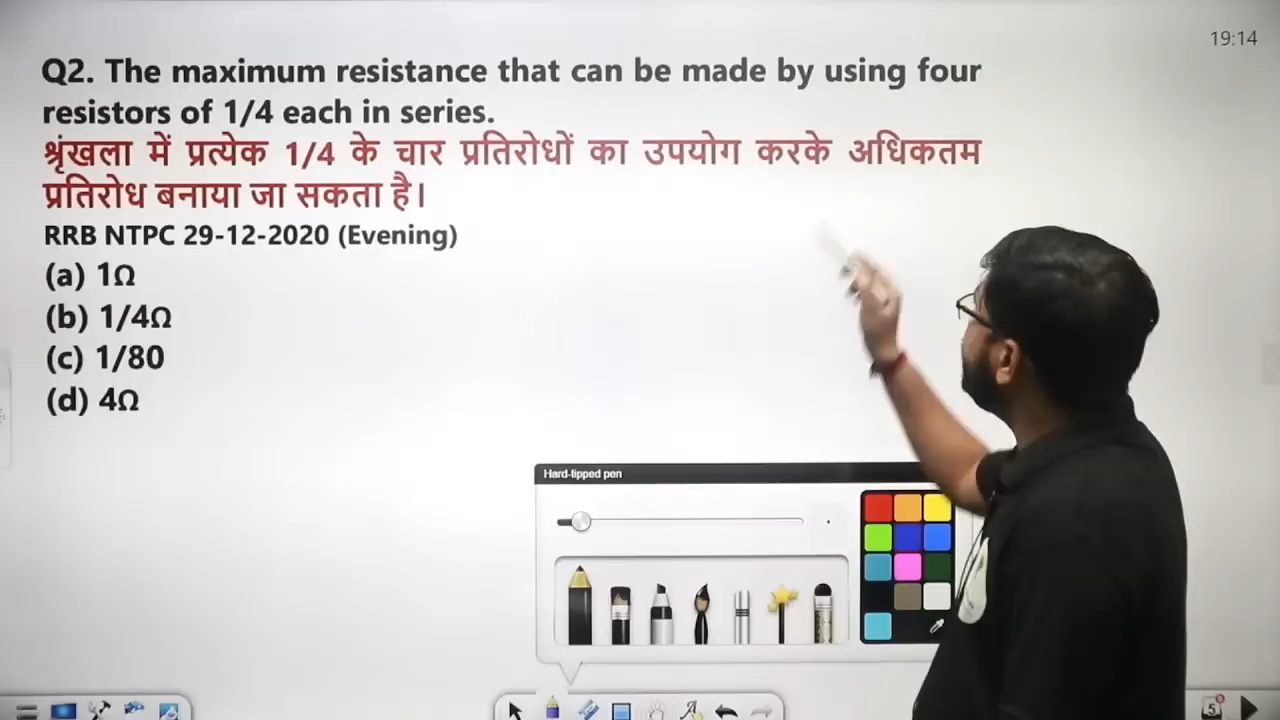 19:14
Q2. The maximum resistance that can be made by using four
resistors of 1/4 each in series.
श्रृंखला में प्रत्येक 1/4 के चार प्रतिरोधों का उपयोग करके अधिकतम
प्रतिरोध बनाया जा सकता है।
RRB NTPC 29-12-2020 (Evening)
(a) 1Ω
(b) 1/4Ω
(c) 1/80
(d) 4Ω
Hard-tipped pen
5